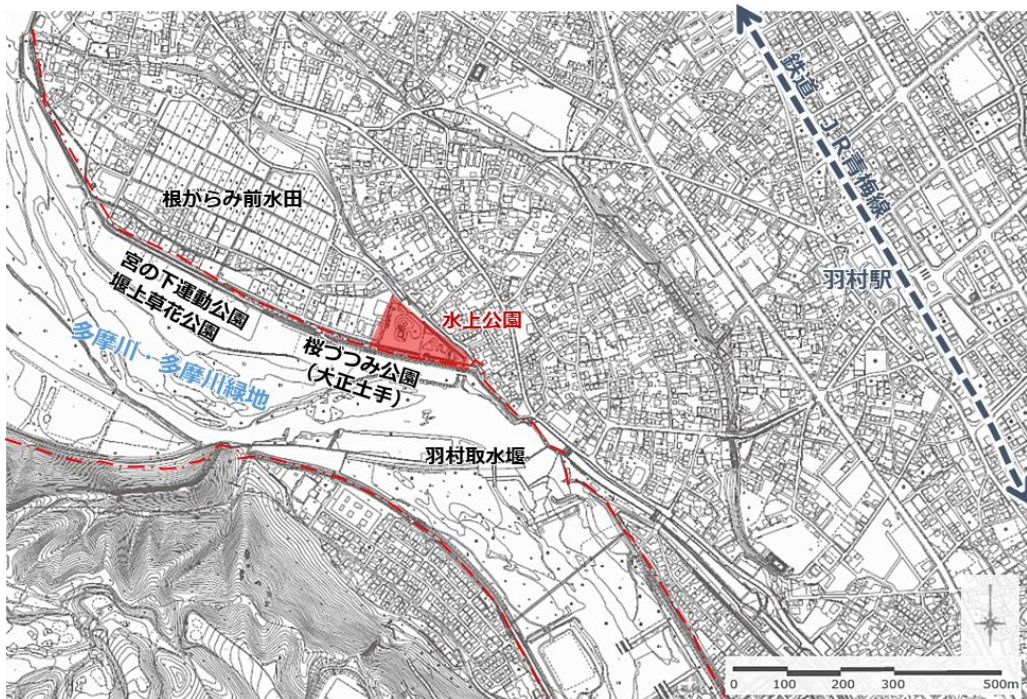 鉄道 JR青梅線
羽村駅
根がらみ前水田
宮の下運動公園
堰上草花公園
水上公園
桜づつみ公園
(大正土手)
多摩川・多摩川緑地
羽村取水堰
0 100 200 300 500m